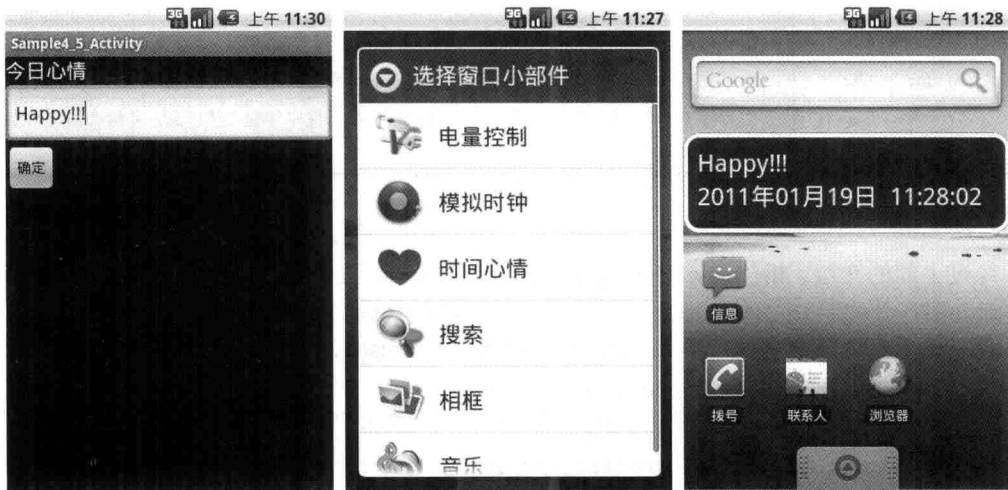 3G 上午 11:30
Sample4_5_Activity
今日心情
Happy!!!
确定
3G 上午 11:27
选择窗口小部件
电量控制
模拟时钟
时间心情
搜索
相框
音乐
3G 上午 11:28
Google
Happy!!!
2011年01月19日 11:28:02
信息
拨号
联系人
浏览器